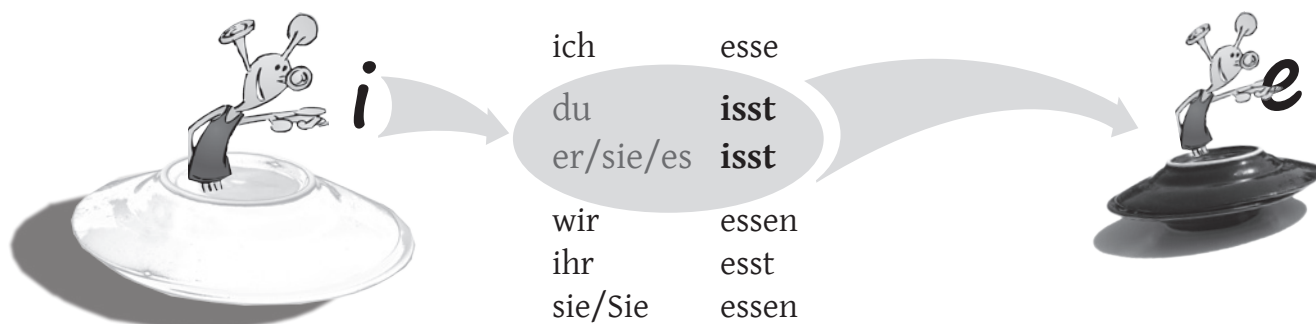 ich esse
i du isst e
er/sie/es isst
wir essen
ihr esst
sie/Sie essen